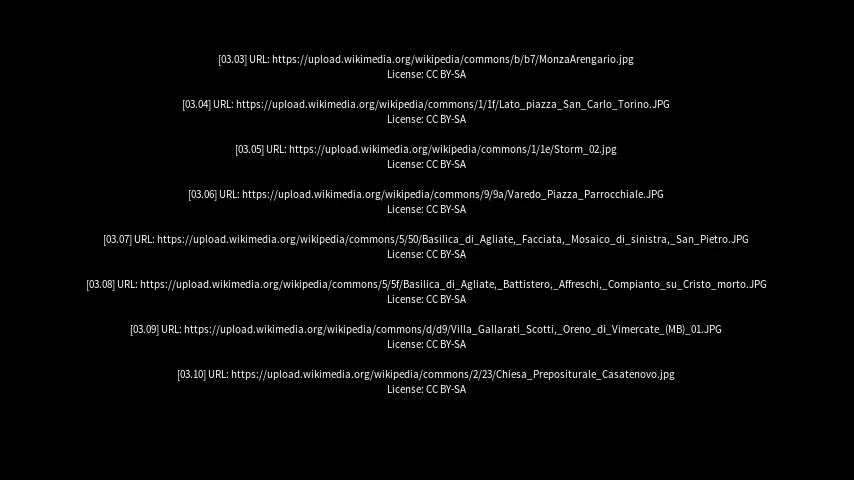 [03.03] URL: https://upload.wikimedia.org/wikipedia/commons/b/b7/MonzaArengario.jpg
License: CC BY-SA
[03.04] URL: https://upload.wikimedia.org/wikipedia/commons/1/1f/Lato_piazza_San_Carlo_Torino.JPG
License: CC BY-SA
[03.05] URL: https://upload.wikimedia.org/wikipedia/commons/1/1e/Storm_02.jpg
License: CC BY-SA
[03.06] URL: https://upload.wikimedia.org/wikipedia/commons/9/9a/Varedo_Piazza_Parrocchiale.JPG
License: CC BY-SA
[03.07] URL: https://upload.wikimedia.org/wikipedia/commons/5/50/Basilica_di_Agliate,_Facciata,_Mosaico_di_sinistra,_San_Pietro.JPG
License: CC BY-SA
[03.08] URL: https://upload.wikimedia.org/wikipedia/commons/5/5f/Basilica_di_Agliate,_Battistero,_Affreschi,_Compianto_su_Cristo_morto.JPG
License: CC BY-SA
[03.09] URL: https://upload.wikimedia.org/wikipedia/commons/d/d9/Villa_Gallarati_Scotti,_Oreno_di_Vimercate_(MB)_01.JPG
License: CC BY-SA
[03.10] URL: https://upload.wikimedia.org/wikipedia/commons/2/23/Chiesa_Prepositurale_Casatenovo.jpg
License: CC BY-SA